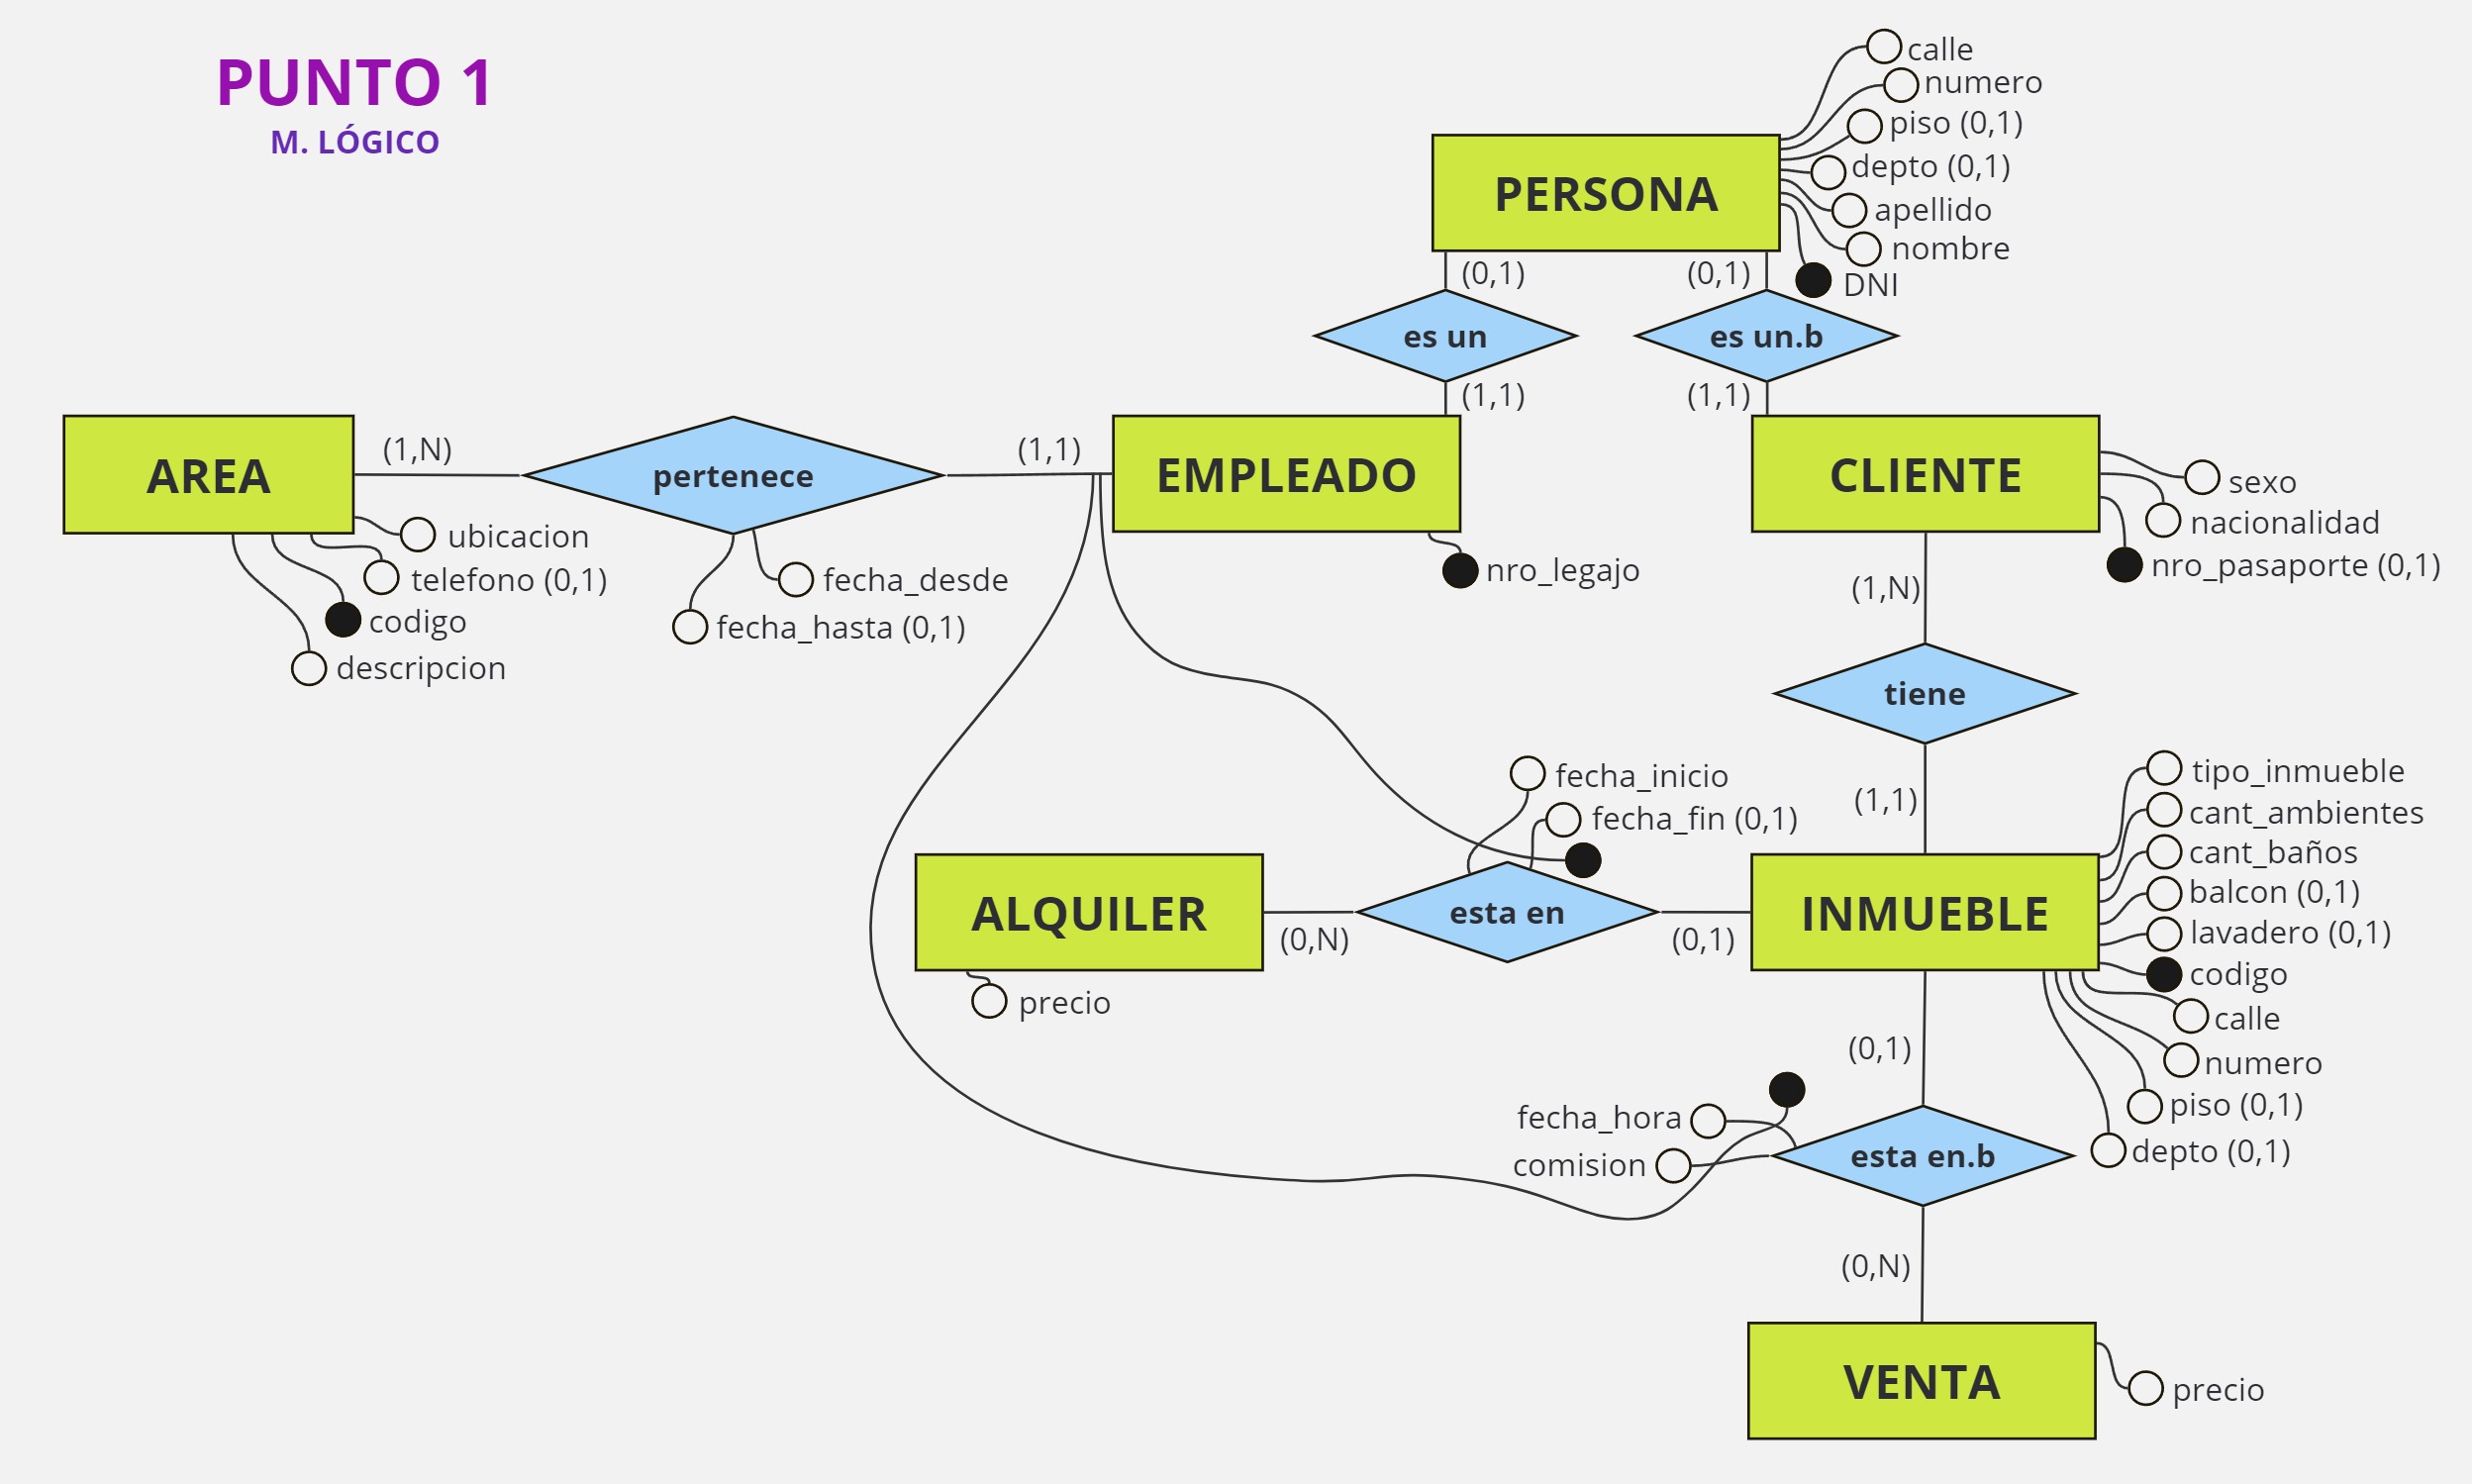 PUNTO 1
M. LÓGICO
calle
numero
piso (0,1)
depto (0,1)
apellido
nombre
DNI
PERSONA
(0,1)
(0,1)
es un
es un.b
(1,1)
(1,1)
AREA
(1,N)
pertenece
(1,1)
EMPLEADO
CLIENTE
ubicacion
telefono (0,1)
codigo
descripcion
fecha_desde
fecha_hasta (0,1)
nro_legajo
sexo
nacionalidad
nro_pasaporte (0,1)
(1,N)
tiene
(1,1)
fecha_inicio
fecha_fin (0,1)
ALQUILER
(0,N)
esta en
(0,1)
INMUEBLE
precio
tipo_inmueble
cant_ambientes
cant_baños
balcon (0,1)
lavadero (0,1)
codigo
calle
numero
piso (0,1)
depto (0,1)
(0,1)
fecha_hora
comision
esta en.b
(0,N)
VENTA
precio